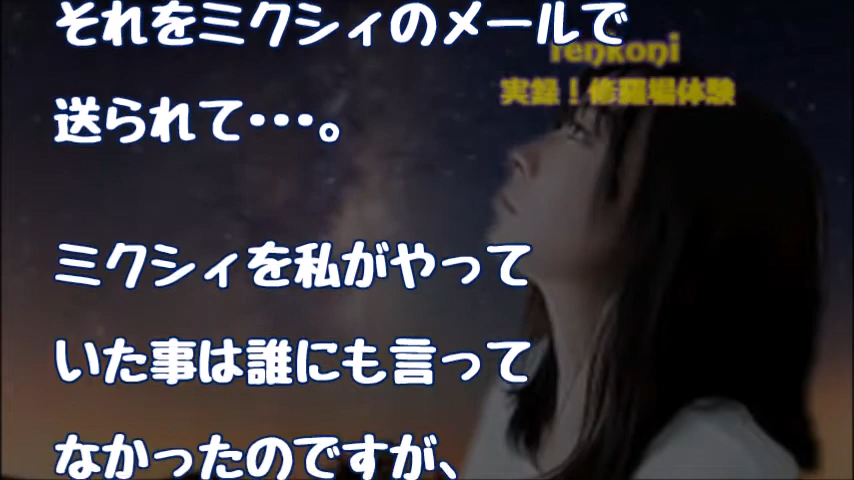 それをミクシィのメールで
renkoni
実録！修羅場体験
送られて・・・。
ミクシィを私がやって
いた事は誰にも言って
なかったのですが、